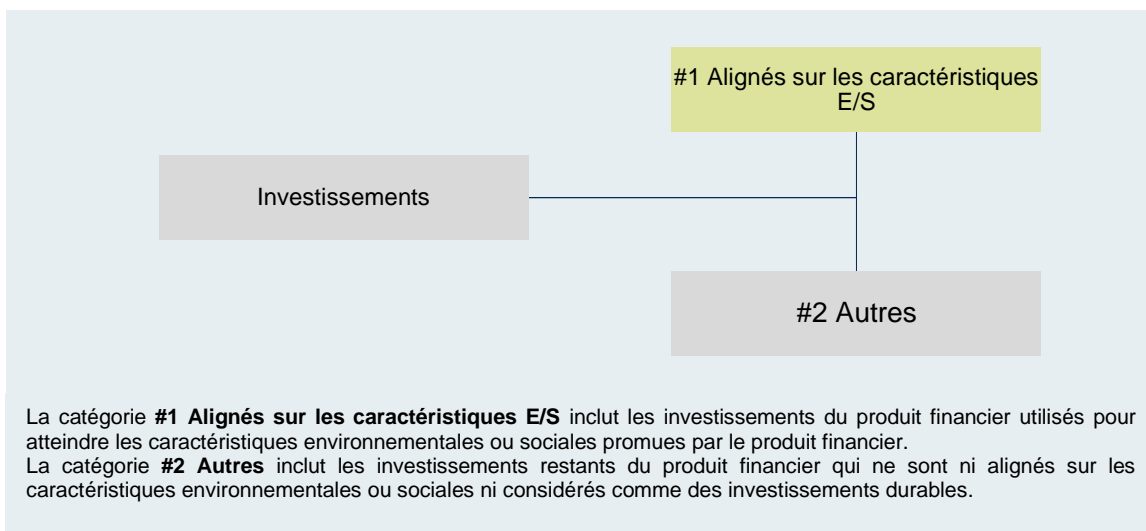 #1 Alignés sur les caractéristiques
E/S
Investissements
#2 Autres
La catégorie #1 Alignés sur les caractéristiques E/S inclut les investissements du produit financier utilisés pour
atteindre les caractéristiques environnementales ou sociales promues par le produit financier.
La catégorie #2 Autres inclut les investissements restants du produit financier qui ne sont ni alignés sur les
caractéristiques environnementales ou sociales ni considérés comme des investissements durables.